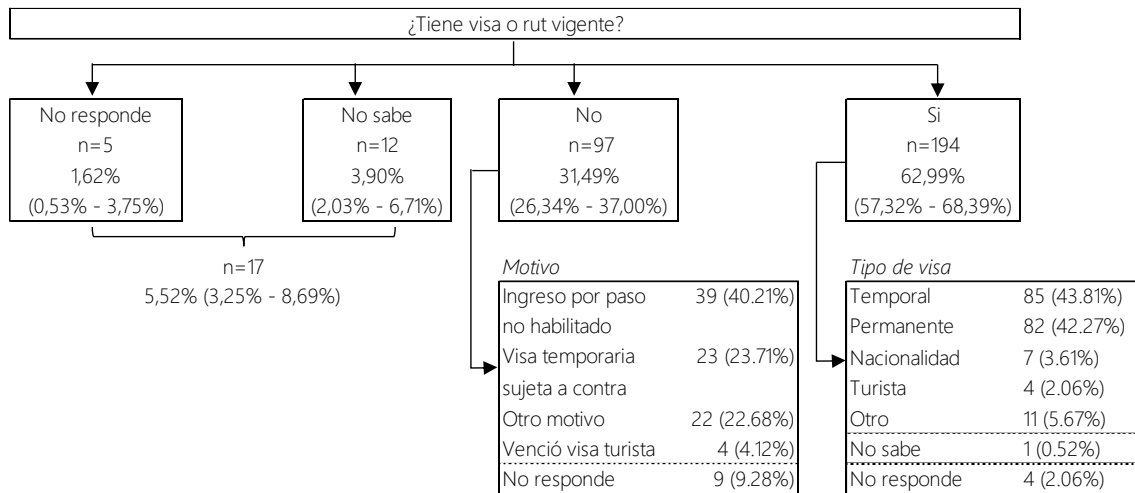 ¿Tiene visa o rut vigente?
No responde
n=5
1,62%
(0,53% - 3,75%)
No sabe
n=12
3,90%
(2,03% - 6,71%)
No
n=97
31,49%
(26,34% - 37,00%)
Si
n=194
62,99%
(57,32% - 68,39%)
n=17
5,52% (3,25% - 8,69%)
Motivo
Ingreso por paso 39 (40.21%)
no habilitado
Visa temporaria 23 (23.71%)
sujeta a contra
Otro motivo 22 (22.68%)
Venció visa turista 4 (4.12%)
No responde 9 (9.28%)
Tipo de visa
Temporal 85 (43.81%)
Permanente 82 (42.27%)
Nacionalidad 7 (3.61%)
Turista 4 (2.06%)
Otro 11 (5.67%)
No sabe 1 (0.52%)
No responde 4 (2.06%)